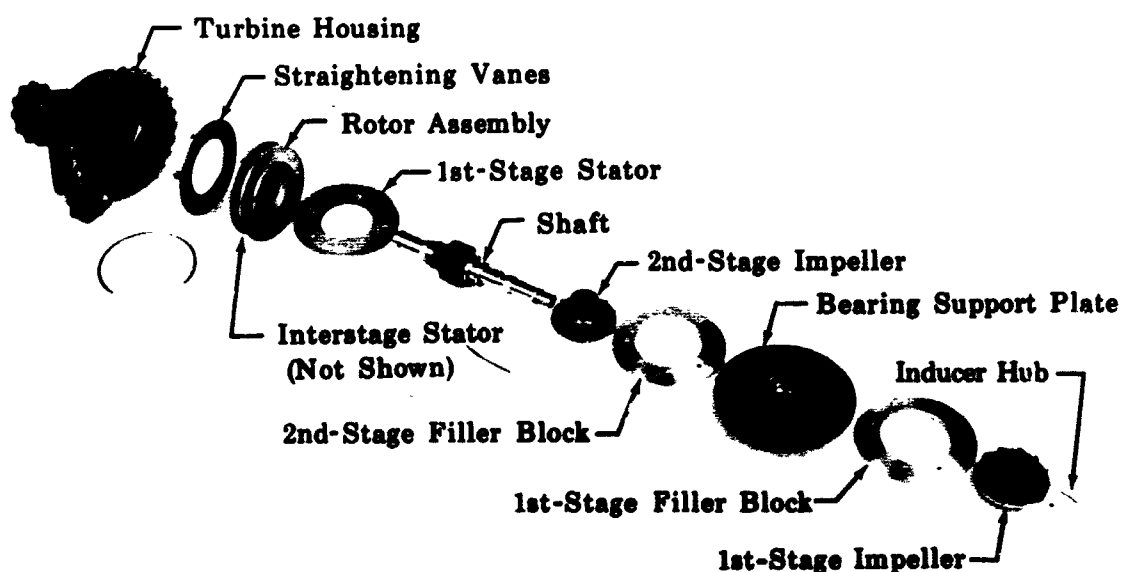 Turbine Housing
Straightening Vanes
Rotor Assembly
1st-Stage Stator
Shaft
2nd-Stage Impeller
Bearing Support Plate
Interstage Stator
(Not Shown)
Inducer Hub
2nd-Stage Filler Block
1st-Stage Filler Block
1st-Stage Impeller